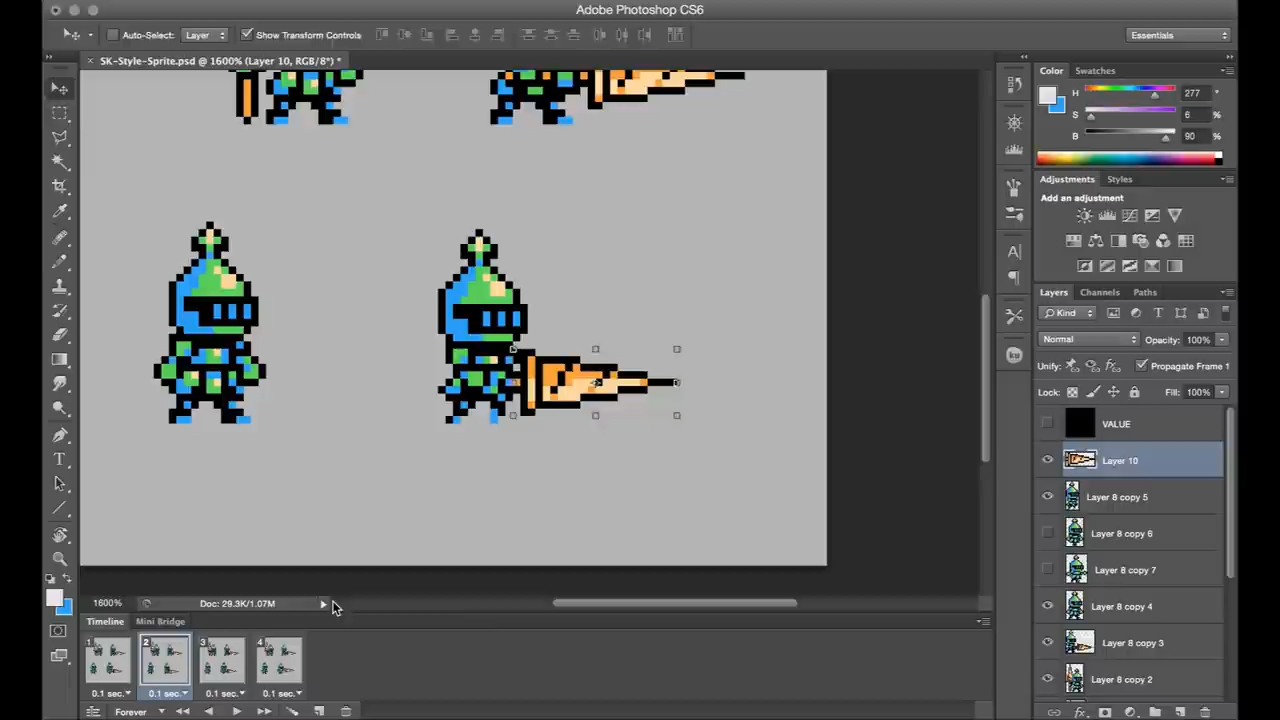 Adobe Photoshop CS6
Auto-Select: Layer Show Transform Controls Essentials
SK-Style-Sprite.psd @ 1600% (Layer 10, RGB/8*) *
Color Swatches
H 277 °
S 6 %
B 90 %
Adjustments Styles
Add an adjustment
Layers Channels Paths
Kind
Normal Opacity: 100%
Unify: Propagate Frame 1
Lock: Fill: 100%
VALUE
Layer 10
Layer 8 copy 5
Layer 8 copy 6
Layer 8 copy 7
Layer 8 copy 4
Layer 8 copy 3
Layer 8 copy 2
1600% Doc: 29.3K/1.07M
Timeline Mini Bridge
1 2 3 4
0.1 sec. 0.1 sec. 0.1 sec. 0.1 sec.
Forever